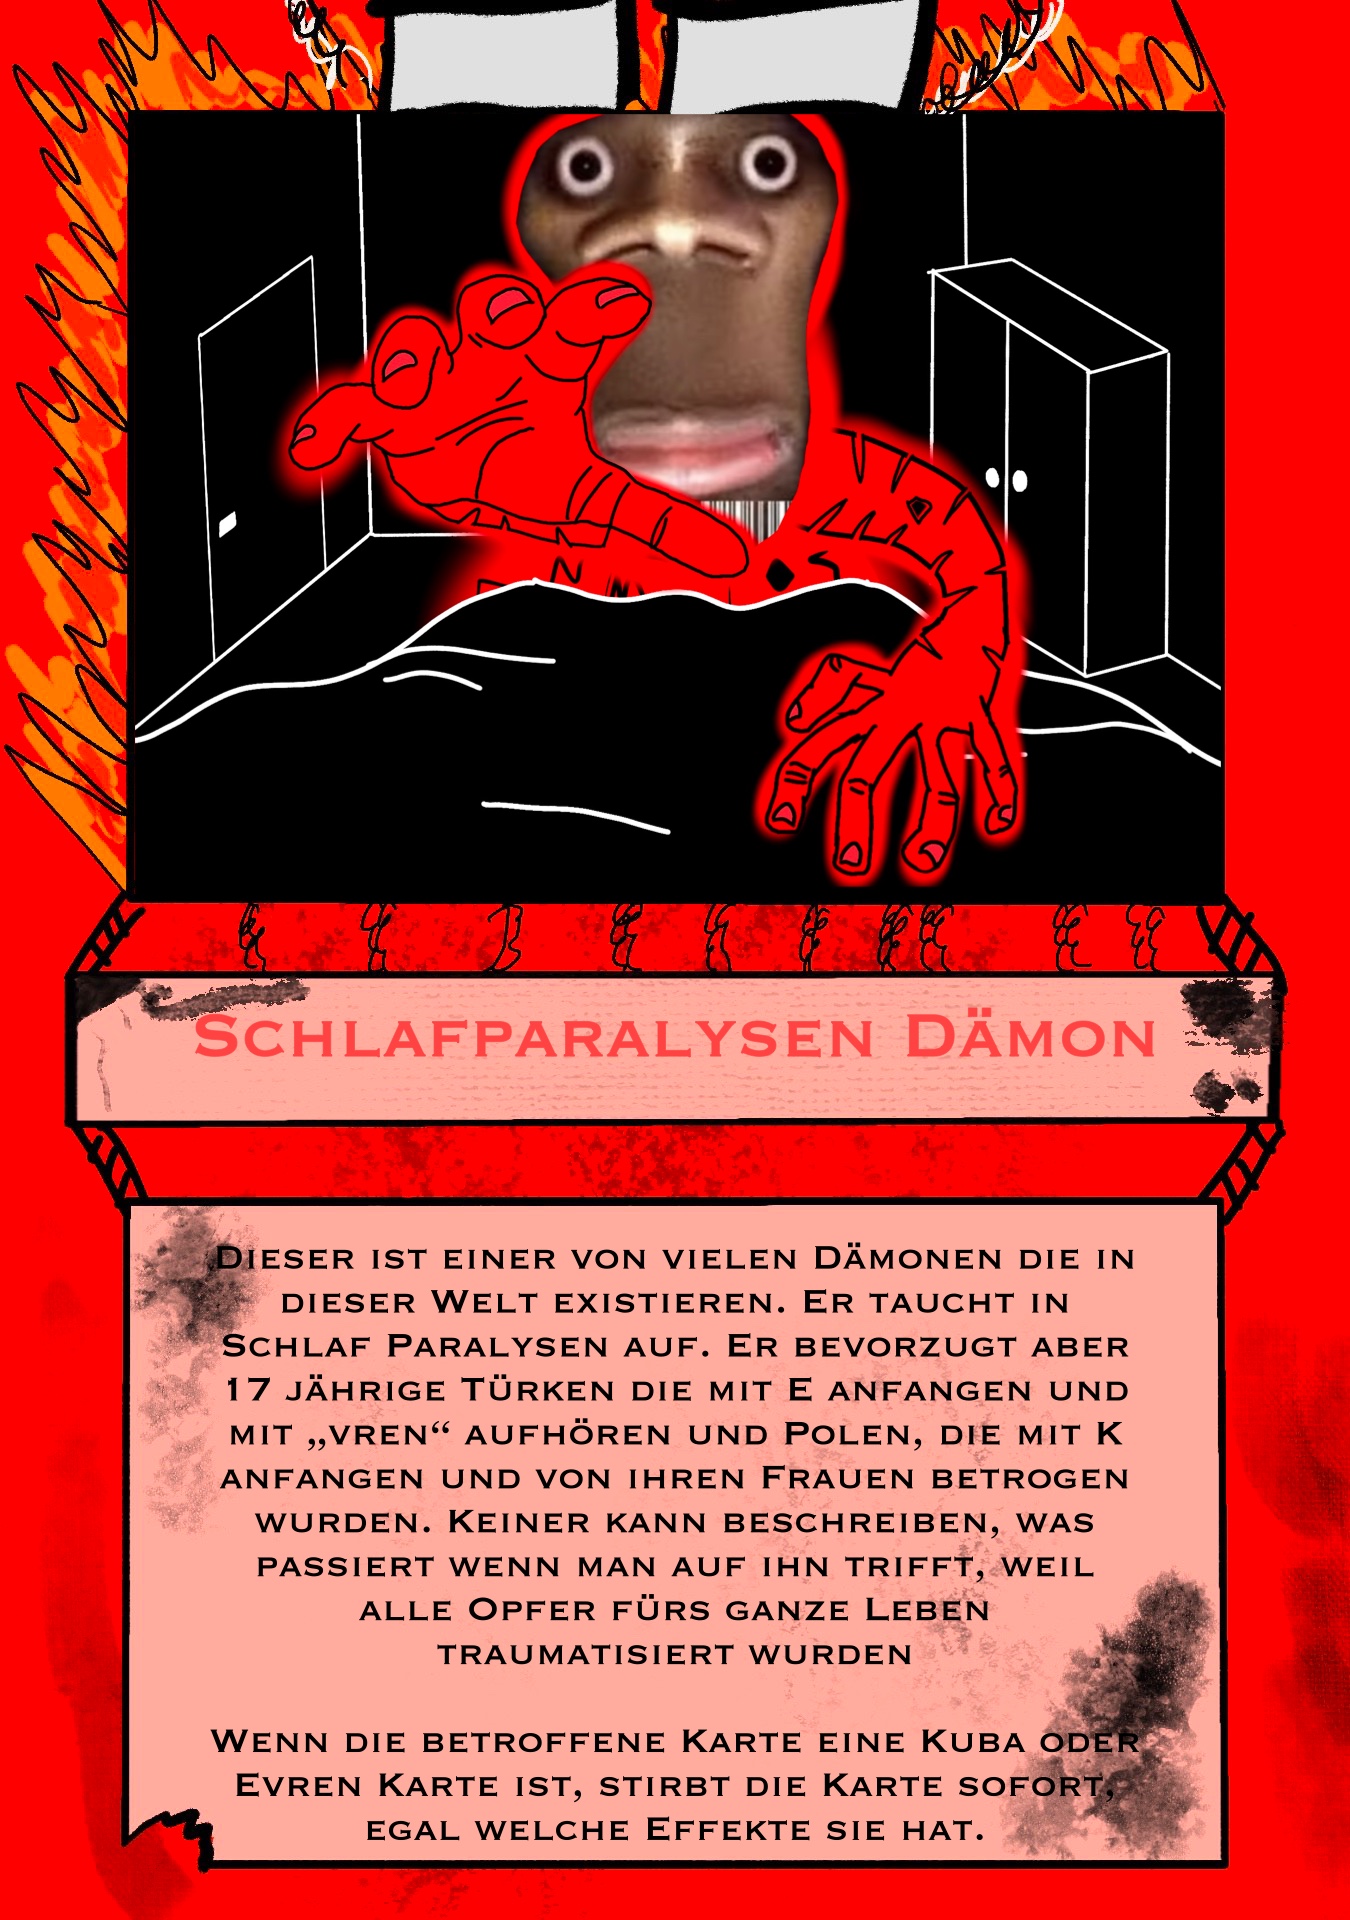 Schlafparalysen Dämon
Dieser ist einer von vielen Dämonen die in
dieser Welt existieren. Er taucht in
Schlaf Paralysen auf. Er bevorzugt aber
17 jährige Türken die mit E anfangen und
mit „vren“ aufhören und Polen, die mit K
anfangen und von ihren Frauen betrogen
wurden. Keiner kann beschreiben, was
passiert wenn man auf ihn trifft, weil
alle Opfer fürs ganze Leben
traumatisiert wurden
Wenn die betroffene Karte eine Kuba oder
Evren Karte ist, stirbt die Karte sofort,
egal welche Effekte sie hat.